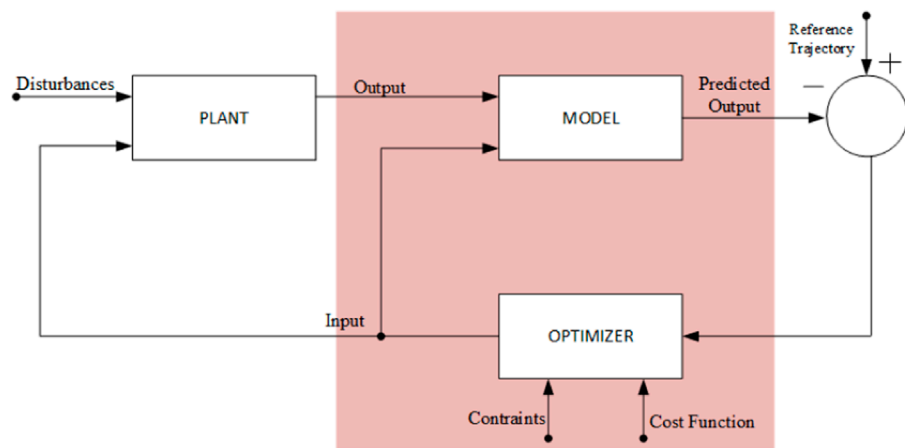 Reference
Trajectory
+
Disturbances
PLANT
Output
MODEL
Predicted
Output
−
Input
OPTIMIZER
Contraints
Cost Function